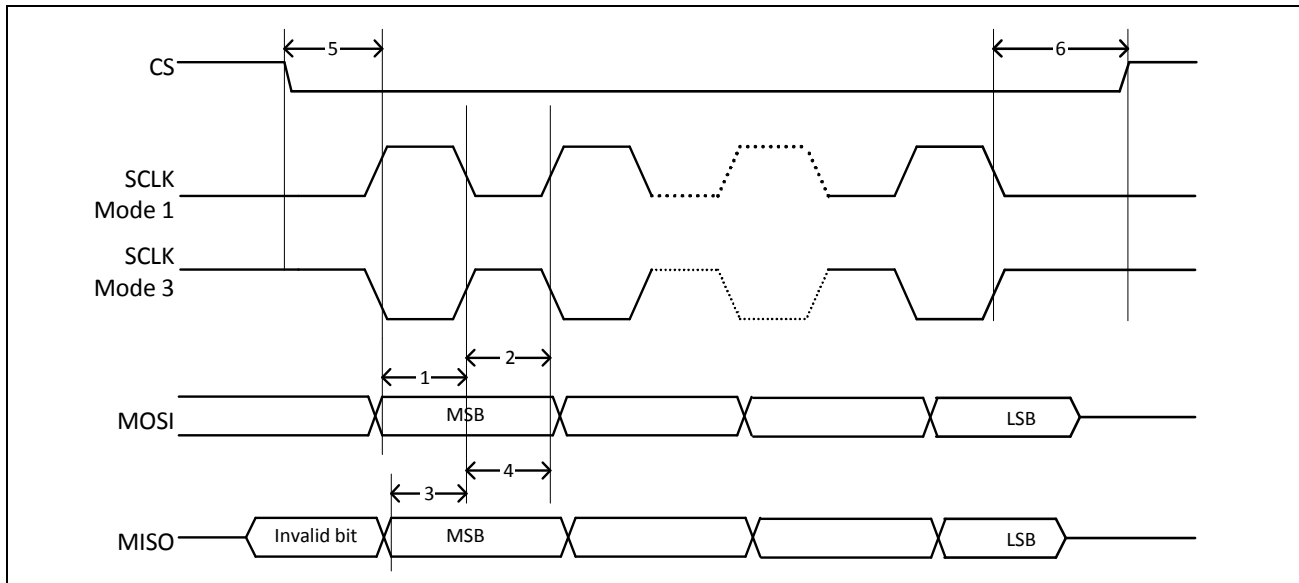 5
6
CS
SCLK
Mode 1
SCLK
Mode 3
2
1
MOSI
MSB
LSB
4
3
MISO
Invalid bit
MSB
LSB